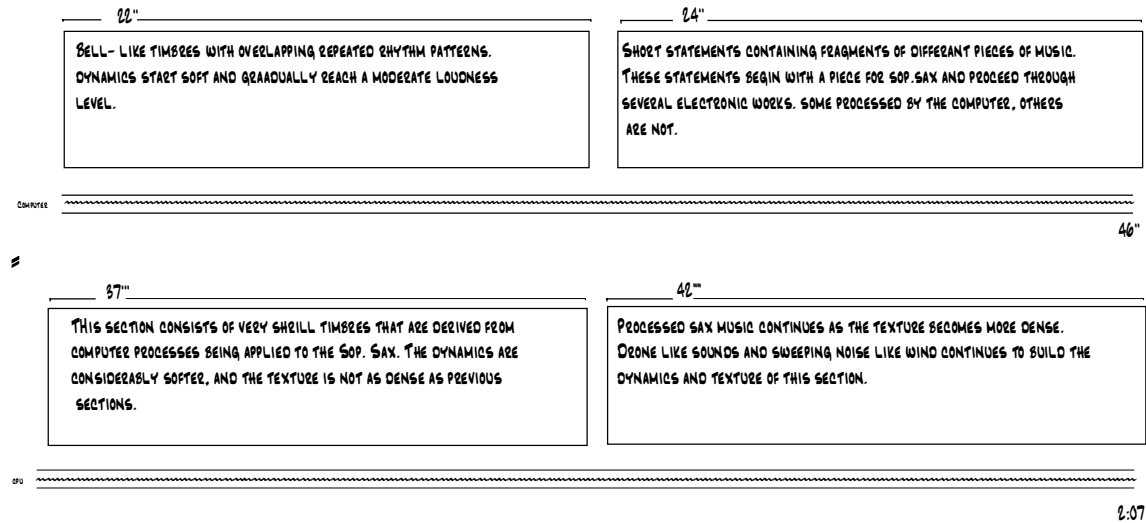 22"
24"
Bell- like timbres with overlapping repeated rhythm patterns.
dynamics start soft and graadually reach a moderate loudness
level.
Short statements containing fragments of differant pieces of music.
These statements begin with a piece for sop.sax and proceed through
several electronic works. some processed by the computer, others
are not.
Computer
46"
37'"
42""
THis section consists of very shrill timbres that are derived from
computer processes being applied to the Sop. Sax. The dynamics are
considerably softer, and the texture is not as dense as previous
sections.
Processed sax music continues as the texture becomes more dense.
Drone like sounds and sweeping noise like wind continues to build the
dynamics and texture of this section.
CPU
2:07